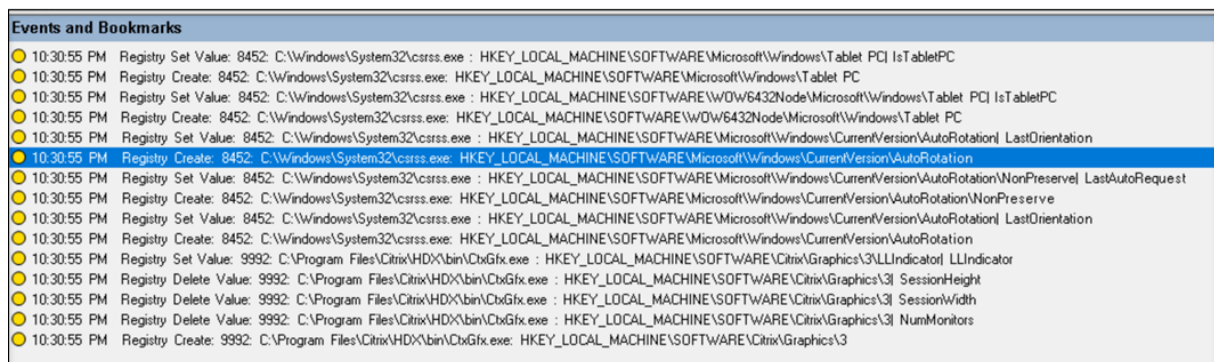 Events and Bookmarks
10:30:55 PM Registry Set Value: 8452: C:\Windows\System32\csrss.exe : HKEY_LOCAL_MACHINE\SOFTWARE\Microsoft\Windows\Tablet PC| IsTabletPC
10:30:55 PM Registry Create: 8452: C:\Windows\System32\csrss.exe: HKEY_LOCAL_MACHINE\SOFTWARE\Microsoft\Windows\Tablet PC
10:30:55 PM Registry Set Value: 8452: C:\Windows\System32\csrss.exe : HKEY_LOCAL_MACHINE\SOFTWARE\WOW6432Node\Microsoft\Windows\Tablet PC| IsTabletPC
10:30:55 PM Registry Create: 8452: C:\Windows\System32\csrss.exe: HKEY_LOCAL_MACHINE\SOFTWARE\WOW6432Node\Microsoft\Windows\Tablet PC
10:30:55 PM Registry Set Value: 8452: C:\Windows\System32\csrss.exe : HKEY_LOCAL_MACHINE\SOFTWARE\Microsoft\Windows\CurrentVersion\AutoRotation| LastOrientation
10:30:55 PM Registry Create: 8452: C:\Windows\System32\csrss.exe: HKEY_LOCAL_MACHINE\SOFTWARE\Microsoft\Windows\CurrentVersion\AutoRotation
10:30:55 PM Registry Set Value: 8452: C:\Windows\System32\csrss.exe : HKEY_LOCAL_MACHINE\SOFTWARE\Microsoft\Windows\CurrentVersion\AutoRotation\NonPreserve| LastAutoRequest
10:30:55 PM Registry Create: 8452: C:\Windows\System32\csrss.exe: HKEY_LOCAL_MACHINE\SOFTWARE\Microsoft\Windows\CurrentVersion\AutoRotation\NonPreserve
10:30:55 PM Registry Set Value: 8452: C:\Windows\System32\csrss.exe : HKEY_LOCAL_MACHINE\SOFTWARE\Microsoft\Windows\CurrentVersion\AutoRotation| LastOrientation
10:30:55 PM Registry Create: 8452: C:\Windows\System32\csrss.exe: HKEY_LOCAL_MACHINE\SOFTWARE\Microsoft\Windows\CurrentVersion\AutoRotation
10:30:55 PM Registry Set Value: 9992: C:\Program Files\Citrix\HDX\bin\CtxGfx.exe : HKEY_LOCAL_MACHINE\SOFTWARE\Citrix\Graphics\3\LLIndicator| LLIndicator
10:30:55 PM Registry Delete Value: 9992: C:\Program Files\Citrix\HDX\bin\CtxGfx.exe : HKEY_LOCAL_MACHINE\SOFTWARE\Citrix\Graphics\3| SessionHeight
10:30:55 PM Registry Delete Value: 9992: C:\Program Files\Citrix\HDX\bin\CtxGfx.exe : HKEY_LOCAL_MACHINE\SOFTWARE\Citrix\Graphics\3| SessionWidth
10:30:55 PM Registry Delete Value: 9992: C:\Program Files\Citrix\HDX\bin\CtxGfx.exe : HKEY_LOCAL_MACHINE\SOFTWARE\Citrix\Graphics\3| NumMonitors
10:30:55 PM Registry Create: 9992: C:\Program Files\Citrix\HDX\bin\CtxGfx.exe: HKEY_LOCAL_MACHINE\SOFTWARE\Citrix\Graphics\3